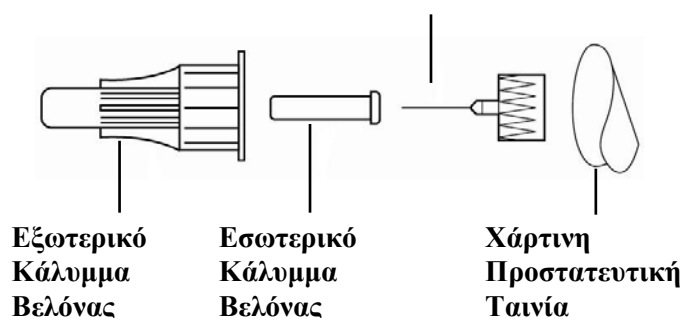 Εξωτερικό
Κάλυμμα
Βελόνας
Εσωτερικό
Κάλυμμα
Βελόνας
Χάρτινη
Προστατευτική
Ταινία